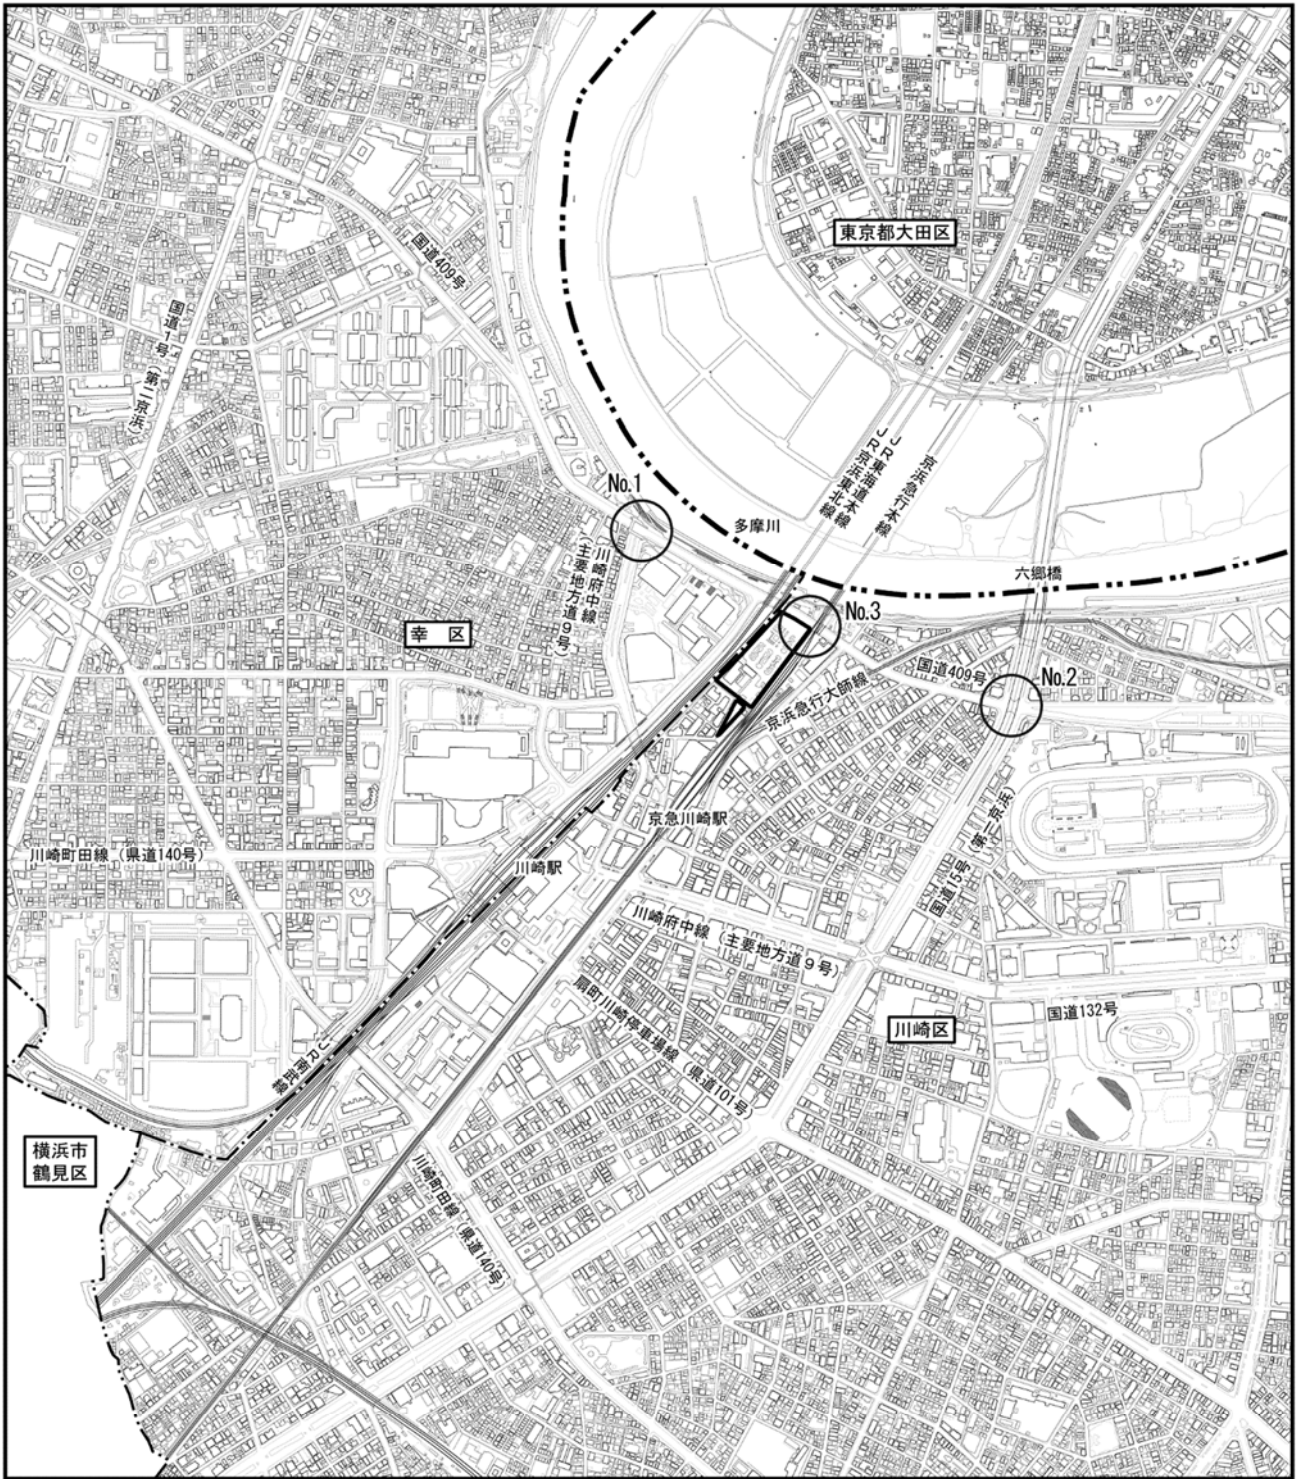 東京都大田区
国道409号
国道1号(第二京浜)
JR東海道本線
JR京浜東北線
京浜急行本線
No.1
多摩川
川崎府中線
(主要地方道9号)
六郷橋
幸 区
No.3
国道409号
No.2
京浜急行大師線
京急川崎駅
国道15号(第一京浜)
川崎町田線(県道140号)
川崎駅
川崎府中線(主要地方道9号)
扇町川崎停車場線(県道101号)
国道132号
川崎区
JR南武線
横浜市
鶴見区
川崎町田線(県道140号)